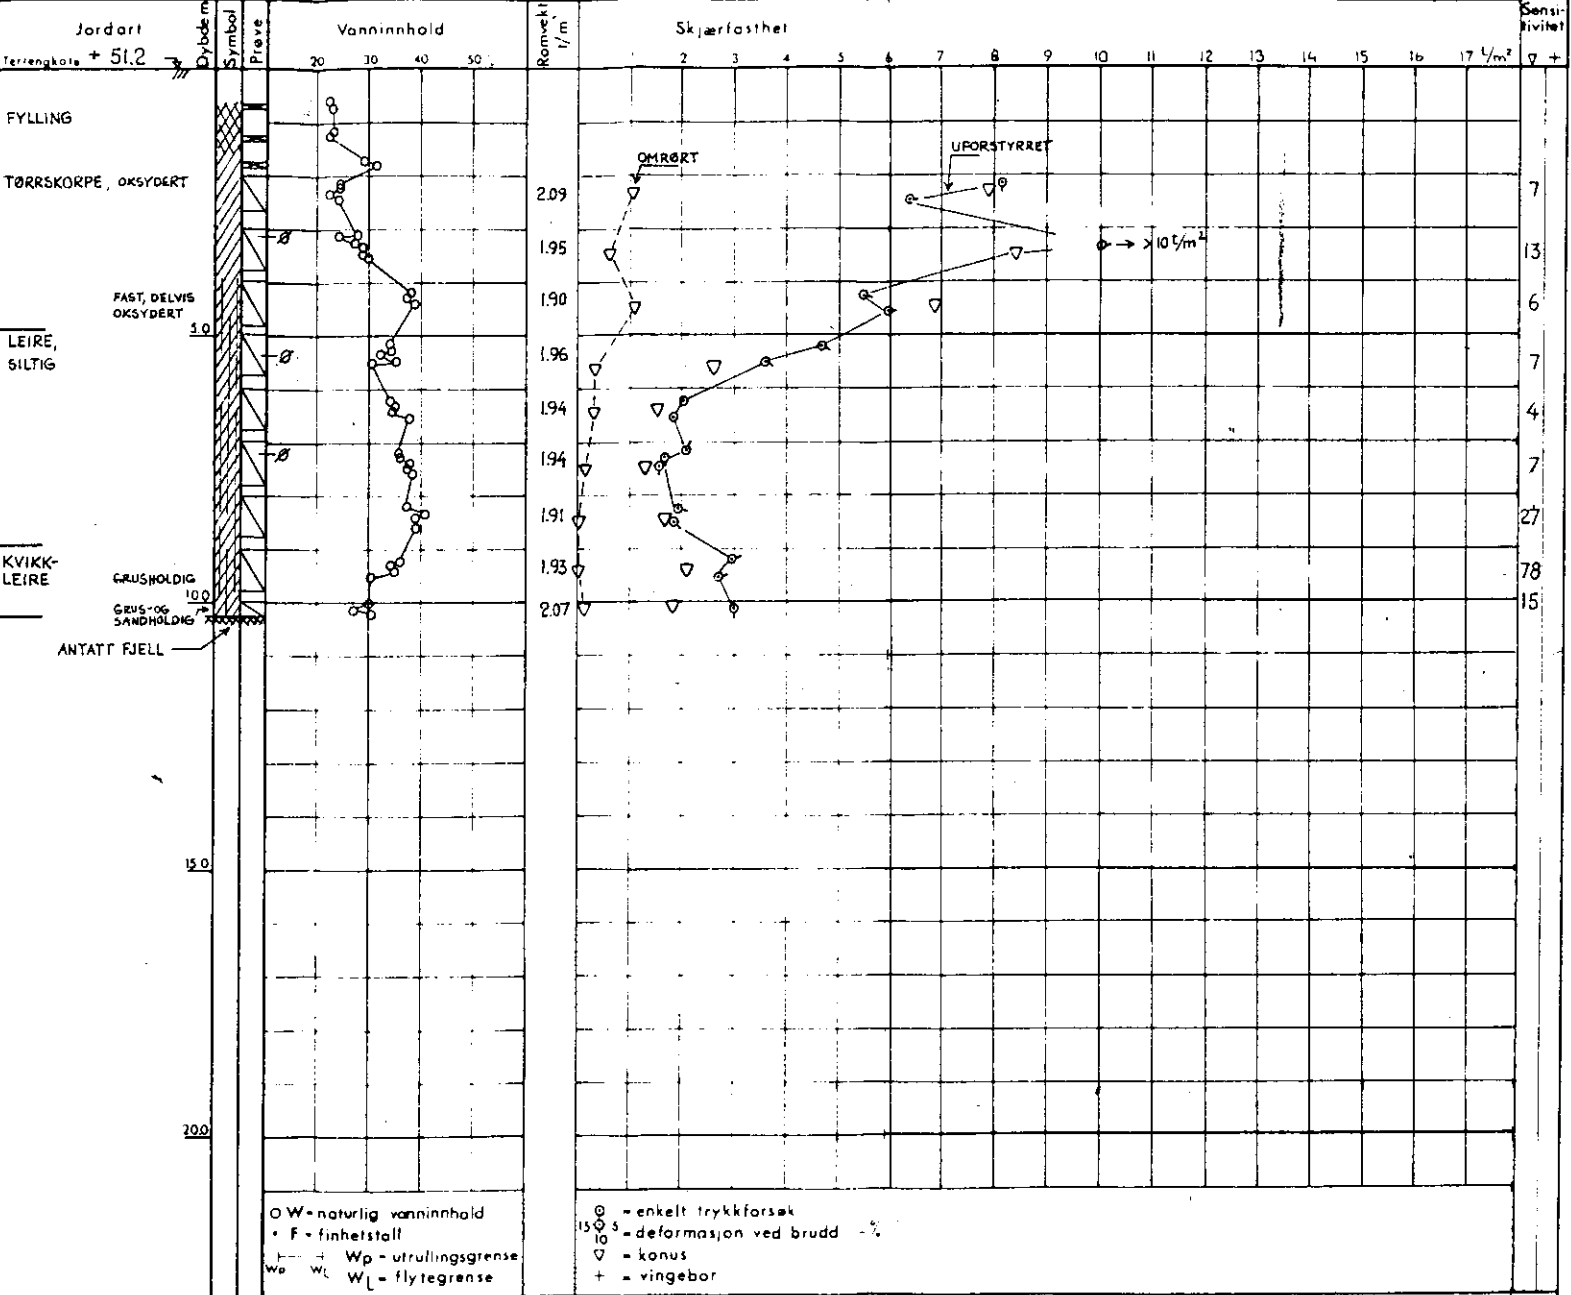 Jordart
Terrengkote + 51.2
Dybde m
Symbol
Prøve
Vanninnhold
20 30 40 50
Romvekt t/m³
Skjærfasthet
1 2 3 4 5 6 7 8 9 10 11 12 13 14 15 16 17 t/m²
Sensi-
tivitet
▽ +
FYLLING
TØRRSKORPE, OKSYDERT
FAST, DELVIS
OKSYDERT
5.0
LEIRE,
SILTIG
KVIKK-
LEIRE
GRUSHOLDIG
10.0
GRUS-OG
SANDHOLDIG
ANTATT FJELL
15.0
20.0
Ø
Ø
Ø
OMRØRT
UFORSTYRRET
> 10 t/m²
2.09 7
1.95 13
1.90 6
1.96 7
1.94 4
1.94 7
1.91 27
1.93 78
2.07 15
O W = naturlig vanninnhold
• F = finhetstall
Wp = utrullingsgrense
Wp WL
WL = flytegrense
= enkelt trykkforsøk
15 5
10
= deformasjon ved brudd - %
▽ = konus
+ = vingebor